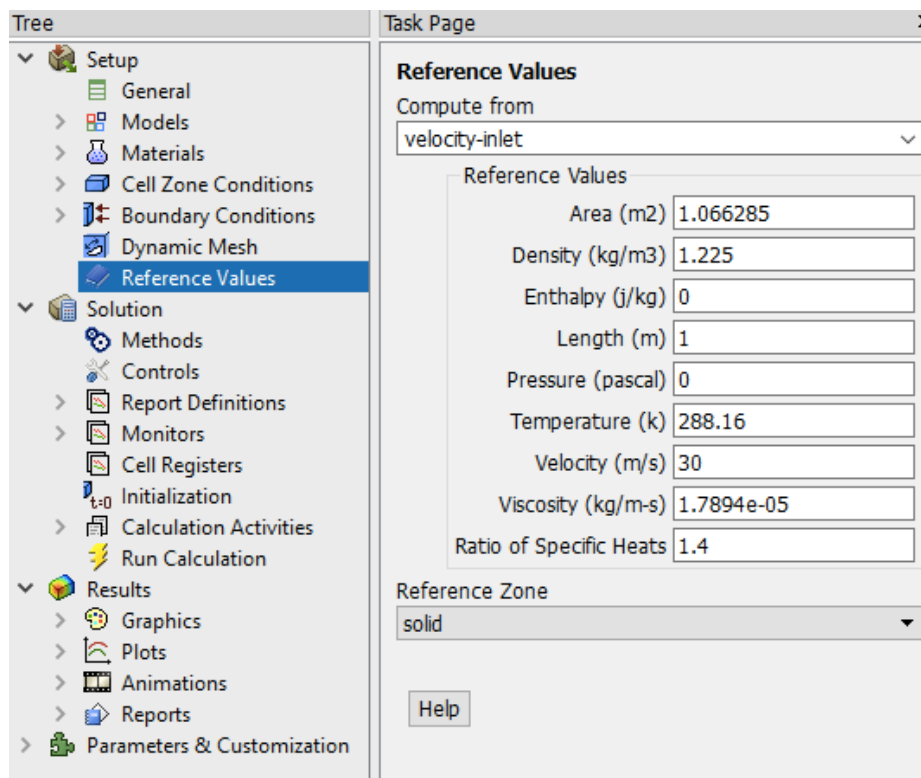 Tree
Setup
General
Models
Materials
Cell Zone Conditions
Boundary Conditions
Dynamic Mesh
Reference Values
Solution
Methods
Controls
Report Definitions
Monitors
Cell Registers
t=0 Initialization
Calculation Activities
Run Calculation
Results
Graphics
Plots
Animations
Reports
Parameters & Customization
Task Page
Reference Values
Compute from
velocity-inlet
Reference Values
Area (m2) 1.066285
Density (kg/m3) 1.225
Enthalpy (j/kg) 0
Length (m) 1
Pressure (pascal) 0
Temperature (k) 288.16
Velocity (m/s) 30
Viscosity (kg/m-s) 1.7894e-05
Ratio of Specific Heats 1.4
Reference Zone
solid
Help